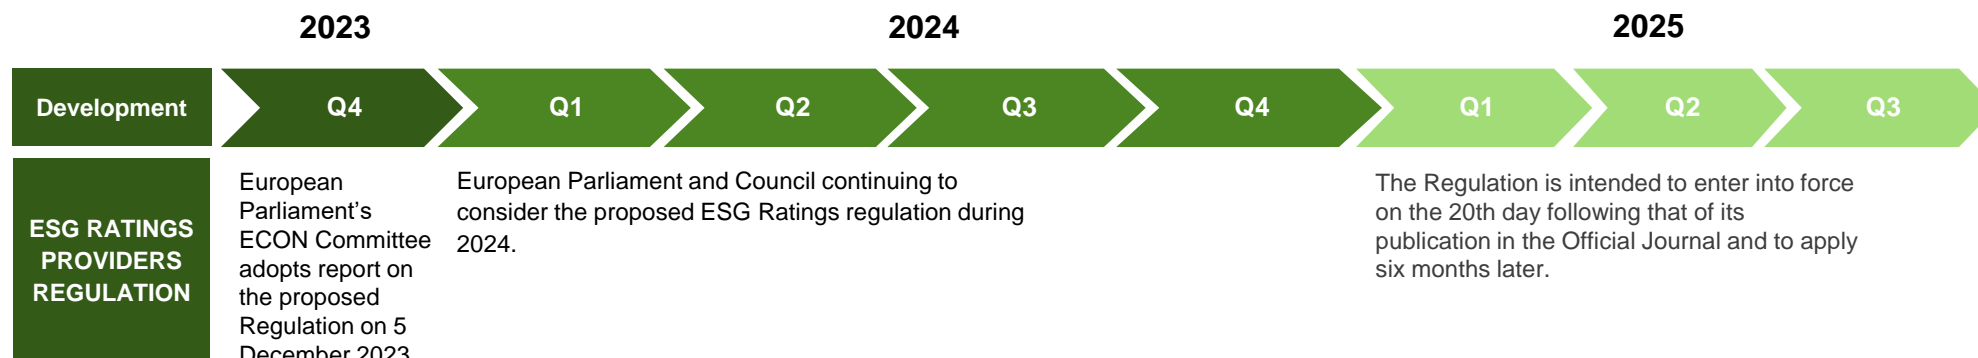 2023
2024
2025
Development
Q4
Q1
Q2
Q3
Q4
Q1
Q2
Q3
ESG RATINGS
PROVIDERS
REGULATION
European
Parliament’s
ECON Committee
adopts report on
the proposed
Regulation on 5
December 2023
European Parliament and Council continuing to
consider the proposed ESG Ratings regulation during
2024.
The Regulation is intended to enter into force
on the 20th day following that of its
publication in the Official Journal and to apply
six months later.